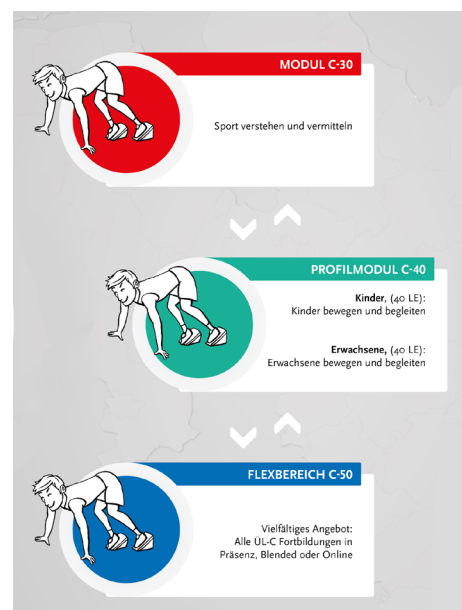 MODUL C-30
Sport verstehen und vermitteln
PROFILMODUL C-40
Kinder, (40 LE):
Kinder bewegen und begleiten
Erwachsene, (40 LE):
Erwachsene bewegen und begleiten
FLEXBEREICH C-50
Vielfältiges Angebot:
Alle ÜL-C Fortbildungen in
Präsenz, Blended oder Online